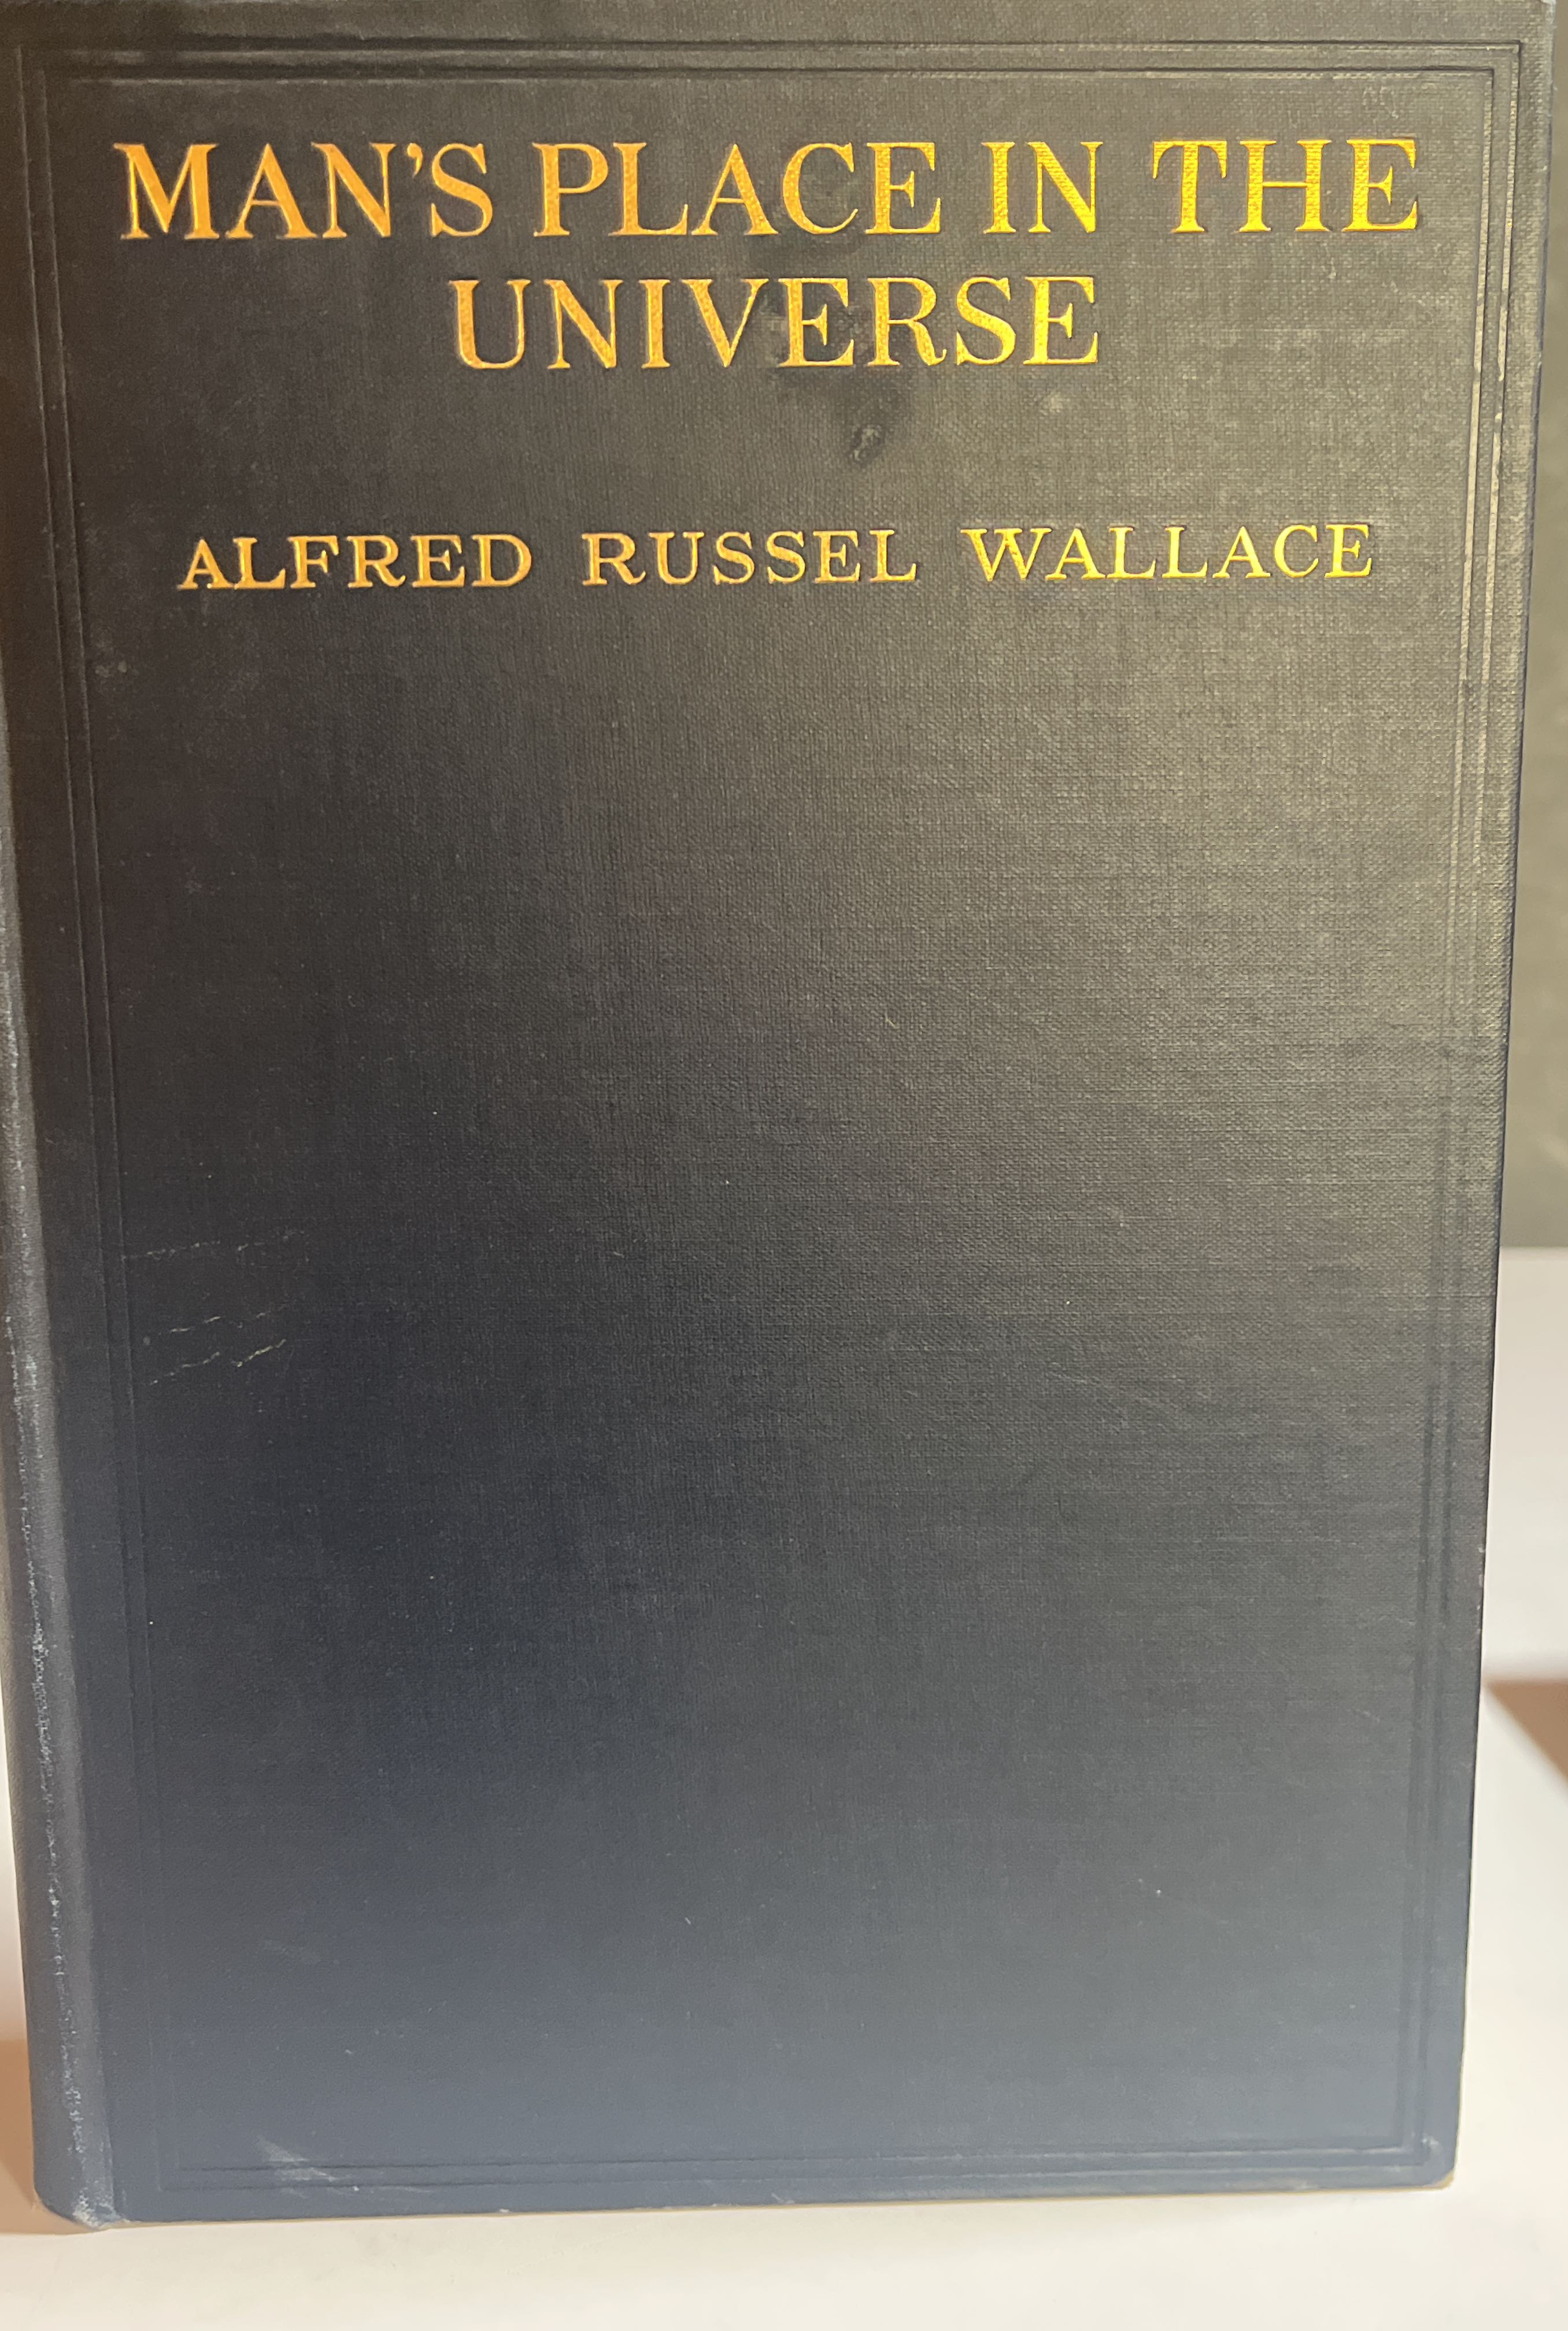 MAN'S PLACE IN THE
UNIVERSE
ALFRED RUSSEL WALLACE